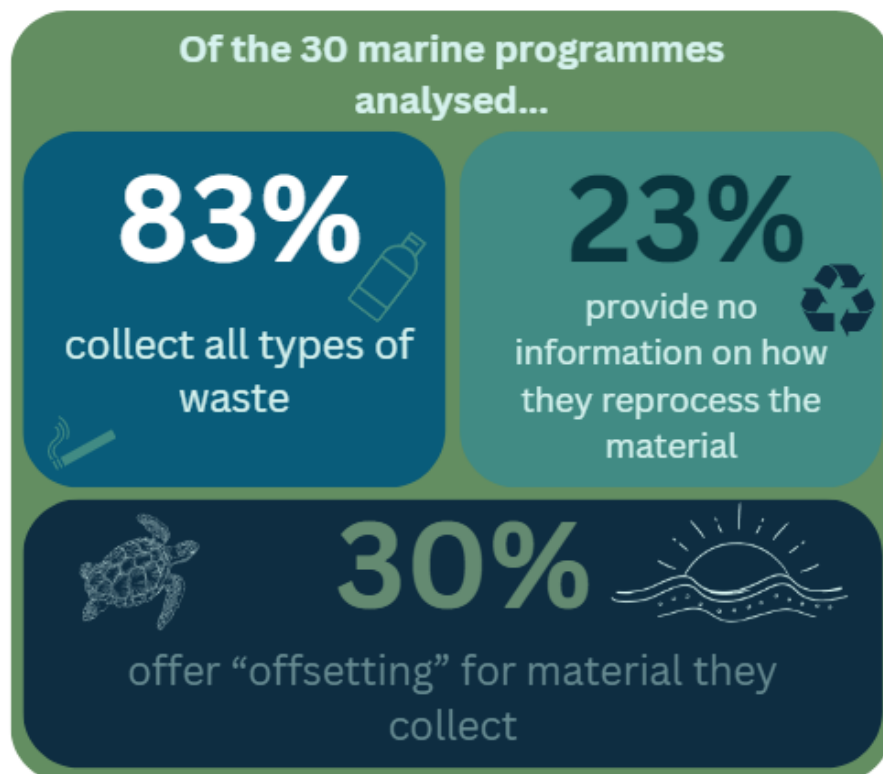 Of the 30 marine programmes
analysed...
83%
collect all types of
waste
23%
provide no
information on how
they reprocess the
material
30%
offer “offsetting” for material they
collect